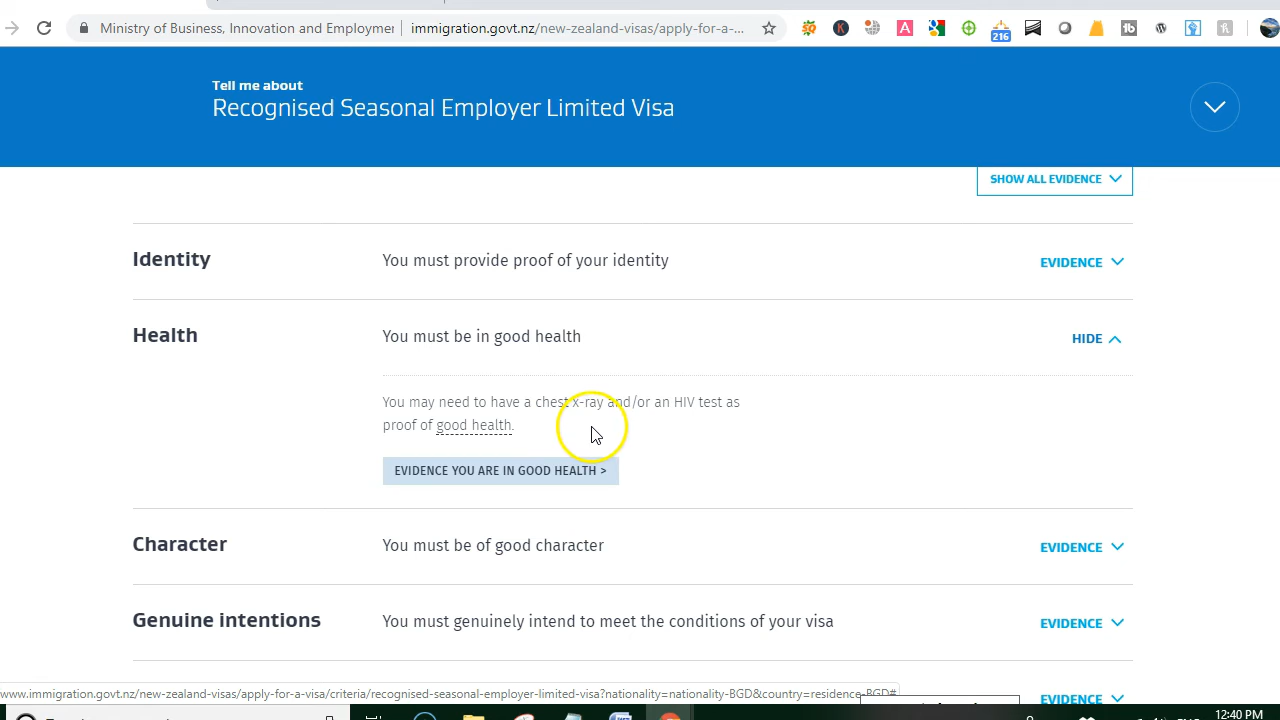 Ministry of Business, Innovation and Employmer
immigration.govt.nz/new-zealand-visas/apply-for-a-...
216
Tell me about
Recognised Seasonal Employer Limited Visa
SHOW ALL EVIDENCE
Identity
You must provide proof of your identity
EVIDENCE
Health
You must be in good health
HIDE
You may need to have a chest x-ray and/or an HIV test as
proof of good health.
EVIDENCE YOU ARE IN GOOD HEALTH >
Character
You must be of good character
EVIDENCE
Genuine intentions
You must genuinely intend to meet the conditions of your visa
EVIDENCE
EVIDENCE
www.immigration.govt.nz/new-zealand-visas/apply-for-a-visa/criteria/recognised-seasonal-employer-limited-visa?nationality=nationality-BGD&country=residence-BGD#
12:40 PM